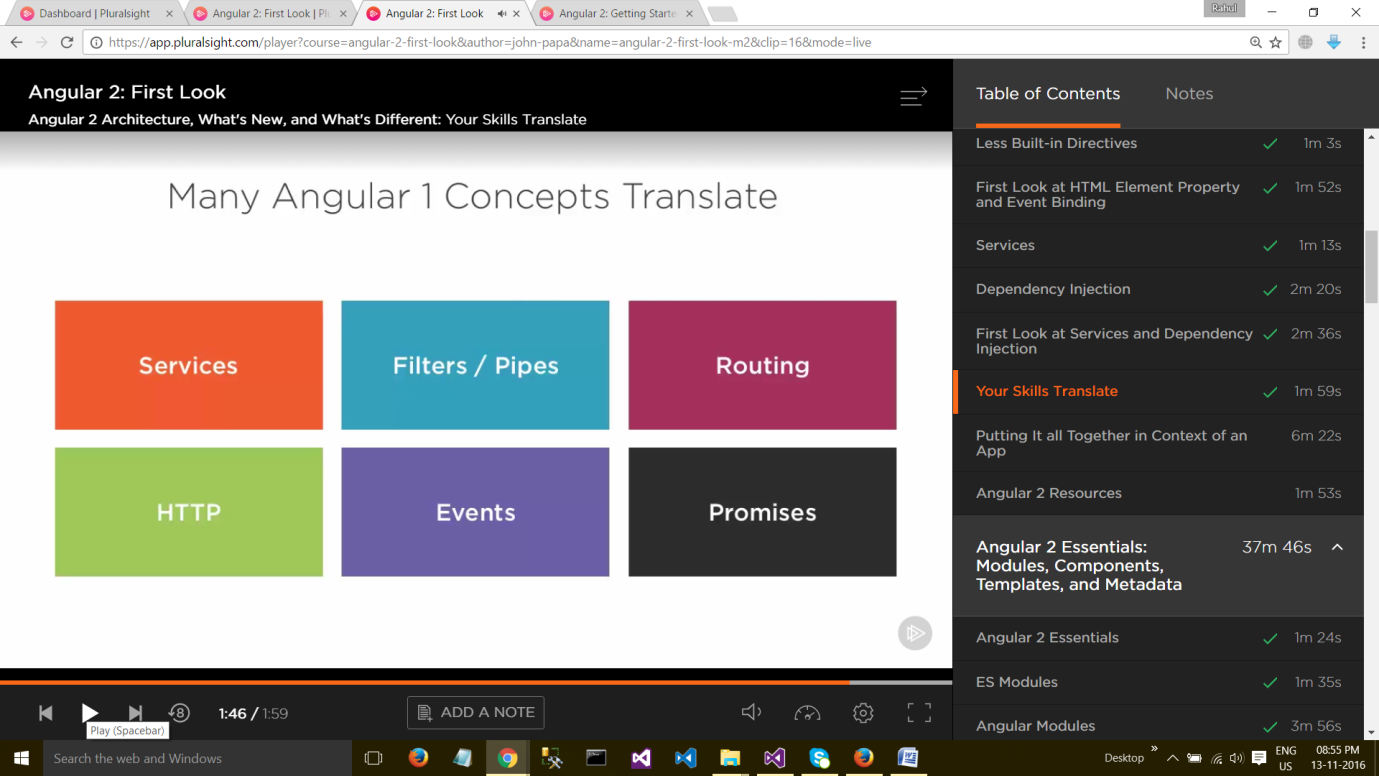 Dashboard | Pluralsight
Angular 2: First Look | Pl
Angular 2: First Look
Angular 2: Getting Starte
Rahul
https://app.pluralsight.com/player?course=angular-2-first-look&author=john-papa&name=angular-2-first-look-m2&clip=16&mode=live
Angular 2: First Look
Angular 2 Architecture, What's New, and What's Different: Your Skills Translate
Many Angular 1 Concepts Translate
Services
Filters / Pipes
Routing
HTTP
Events
Promises
8
1:46 / 1:59
ADD A NOTE
Play (Spacebar)
Table of Contents
Notes
Less Built-in Directives 1m 3s
First Look at HTML Element Property 1m 52s
and Event Binding
Services 1m 13s
Dependency Injection 2m 20s
First Look at Services and Dependency 2m 36s
Injection
Your Skills Translate 1m 59s
Putting It all Together in Context of an 6m 22s
App
Angular 2 Resources 1m 53s
Angular 2 Essentials: 37m 46s
Modules, Components,
Templates, and Metadata
Angular 2 Essentials 1m 24s
ES Modules 1m 35s
Angular Modules 3m 56s
Search the web and Windows
Desktop
ENG
US
08:55 PM
13-11-2016